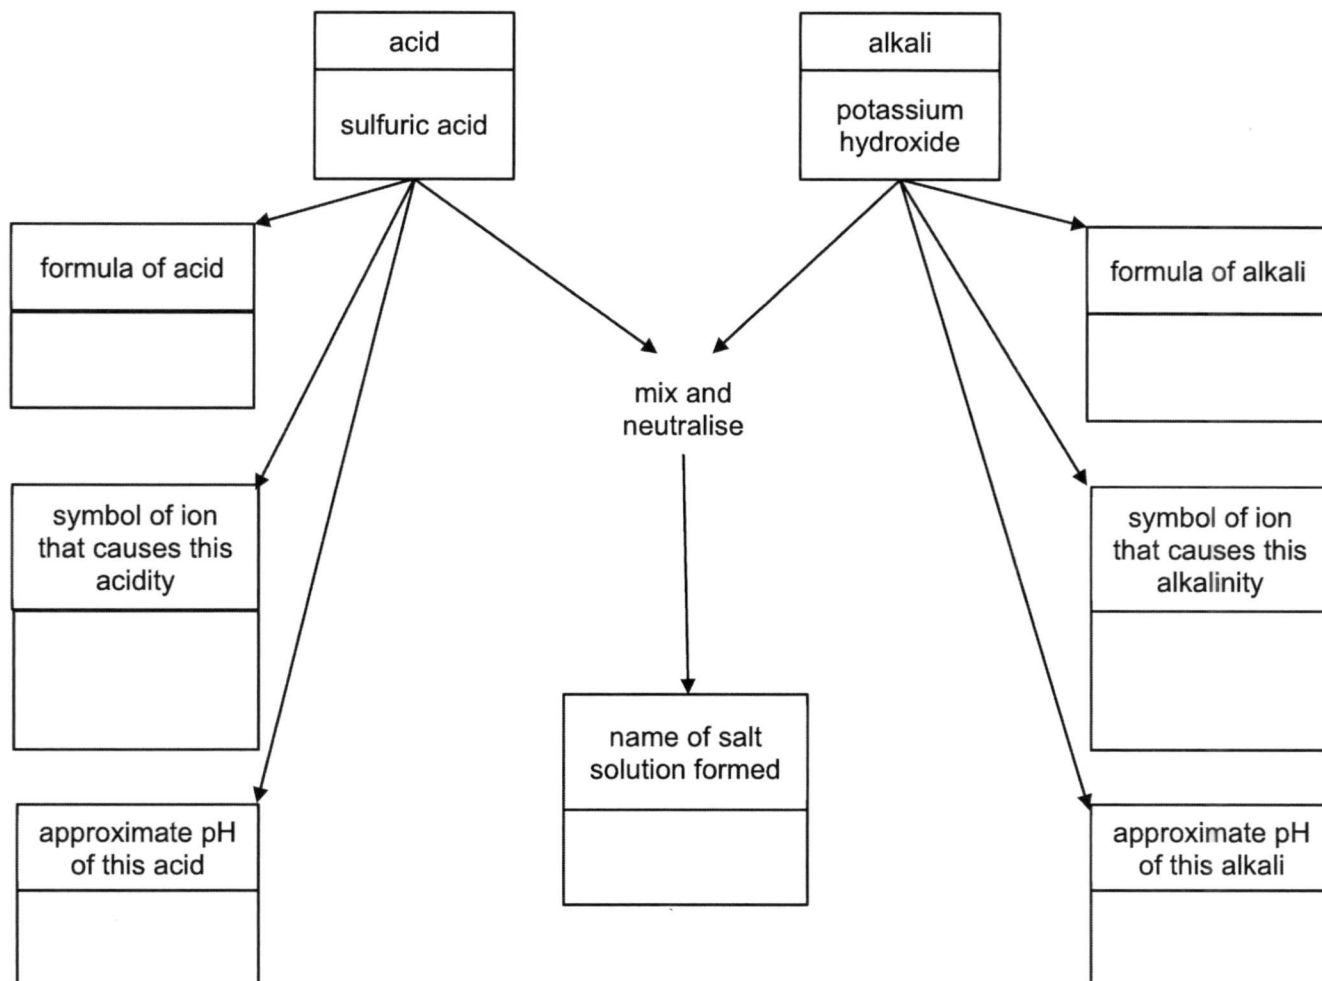 acid
sulfuric acid
alkali
potassium
hydroxide
formula of acid
formula of alkali
mix and
neutralise
symbol of ion
that causes this
acidity
symbol of ion
that causes this
alkalinity
name of salt
solution formed
approximate pH
of this acid
approximate pH
of this alkali